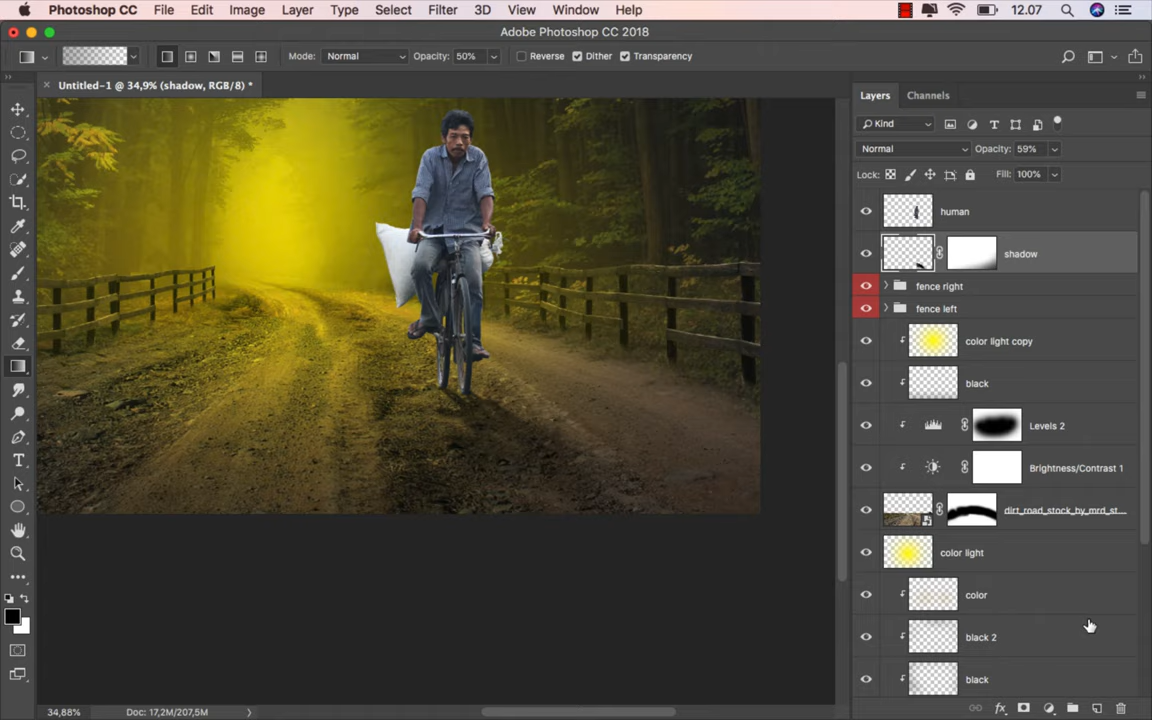 Photoshop CC File Edit Image Layer Type Select Filter 3D View Window Help 12.07
Adobe Photoshop CC 2018
Mode: Normal Opacity: 50% Reverse Dither Transparency
Untitled-1 @ 34,9% (shadow, RGB/8) *
Layers Channels
Kind
Normal Opacity: 59%
Lock: Fill: 100%
human
shadow
fence right
fence left
color light copy
black
Levels 2
Brightness/Contrast 1
dirt_road_stock_by_mrd_st...
color light
color
black 2
black
34,88% Doc: 17,2M/207,5M